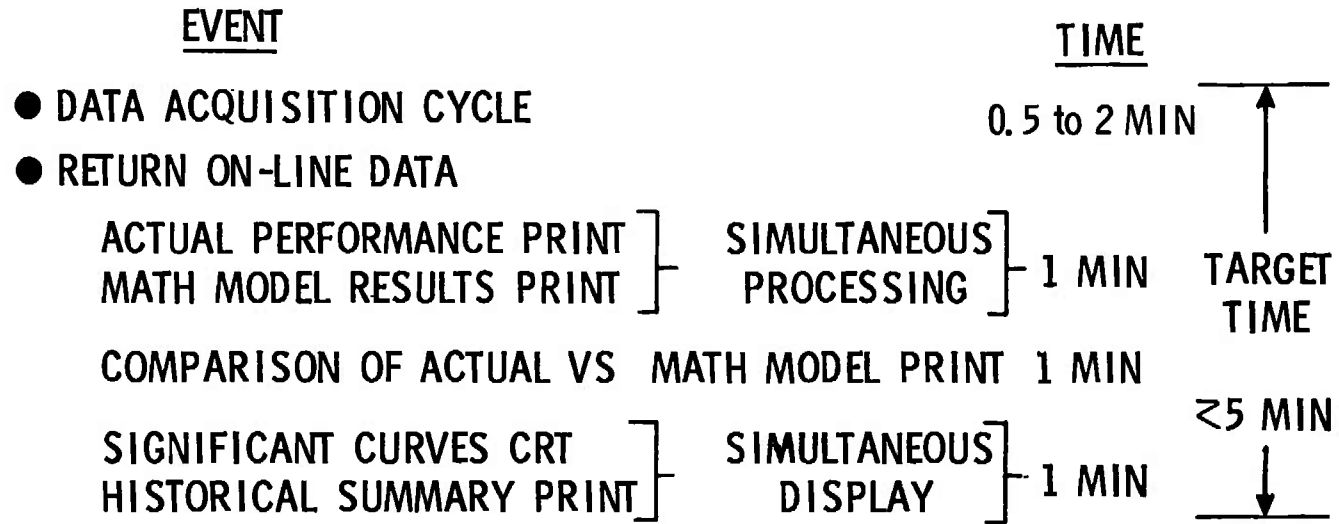 EVENT
TIME
● DATA ACQUISITION CYCLE
0.5 to 2 MIN
● RETURN ON-LINE DATA
ACTUAL PERFORMANCE PRINT
MATH MODEL RESULTS PRINT
SIMULTANEOUS
PROCESSING
1 MIN
COMPARISON OF ACTUAL VS MATH MODEL PRINT 1 MIN
SIGNIFICANT CURVES CRT
HISTORICAL SUMMARY PRINT
SIMULTANEOUS
DISPLAY
1 MIN
TARGET
TIME
⋜5 MIN